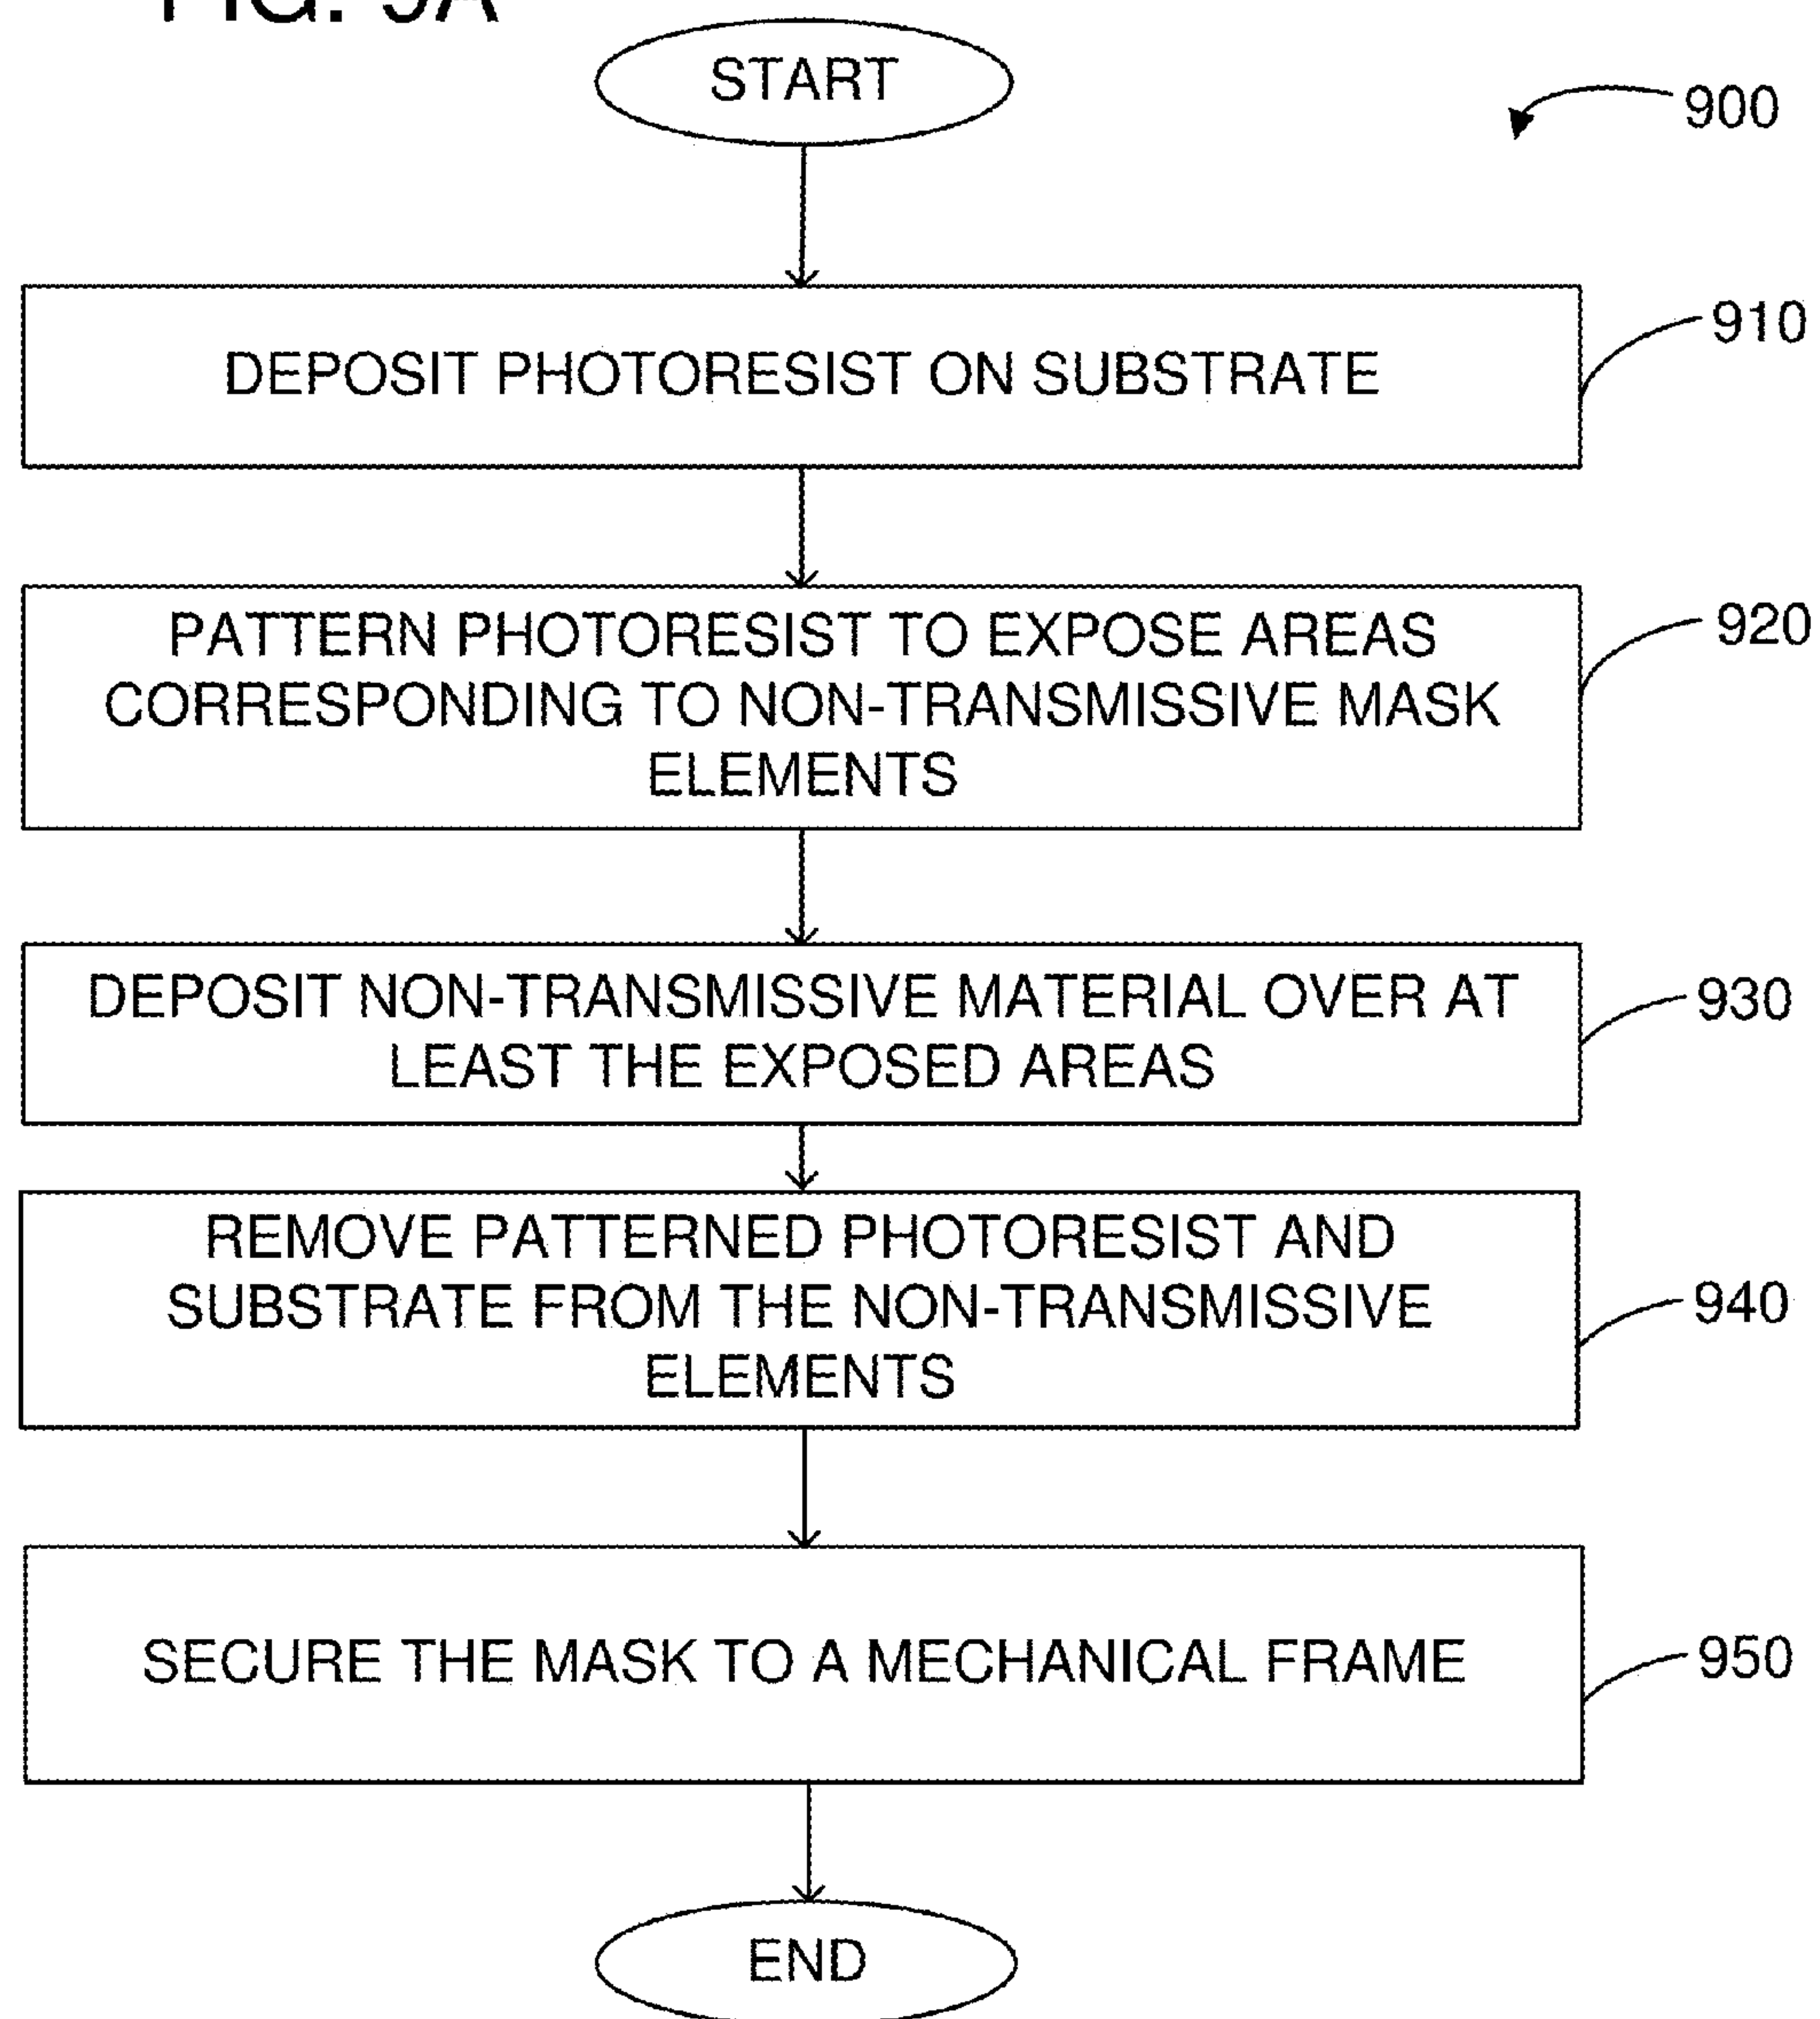 FIG. 9A
START
900
DEPOSIT PHOTORESIST ON SUBSTRATE
910
PATTERN PHOTORESIST TO EXPOSE AREAS
CORRESPONDING TO NON-TRANSMISSIVE MASK
ELEMENTS
920
DEPOSIT NON-TRANSMISSIVE MATERIAL OVER AT
LEAST THE EXPOSED AREAS
930
REMOVE PATTERNED PHOTORESIST AND
SUBSTRATE FROM THE NON-TRANSMISSIVE
ELEMENTS
940
SECURE THE MASK TO A MECHANICAL FRAME
950
END